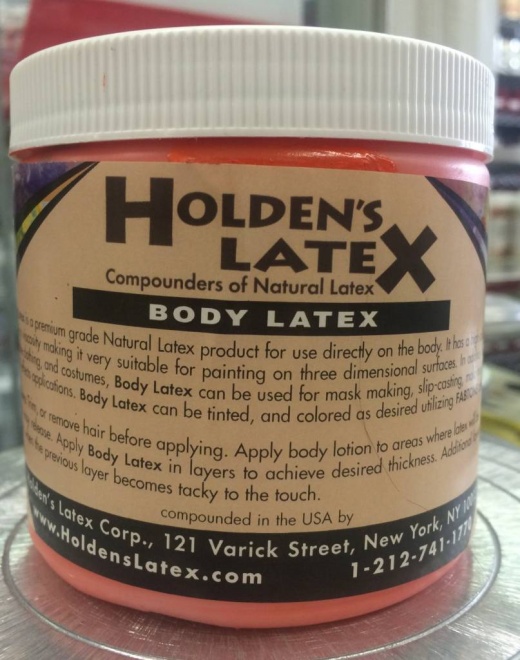 HOLDEN'S
LATEX
Compounders of Natural Latex
BODY LATEX
is a premium grade Natural Latex product for use directly on the body. It has a
making it very suitable for painting on three dimensional surfaces. In
and costumes, Body Latex can be used for mask making, slip-casting,
applications. Body Latex can be tinted, and colored as desired utilizing
or remove hair before applying. Apply body lotion to areas where latex
release. Apply Body Latex in layers to achieve desired thickness.
the previous layer becomes tacky to the touch.
compounded in the USA by
Holden's Latex Corp., 121 Varick Street, New York, NY
www.HoldensLatex.com 1-212-741-1770